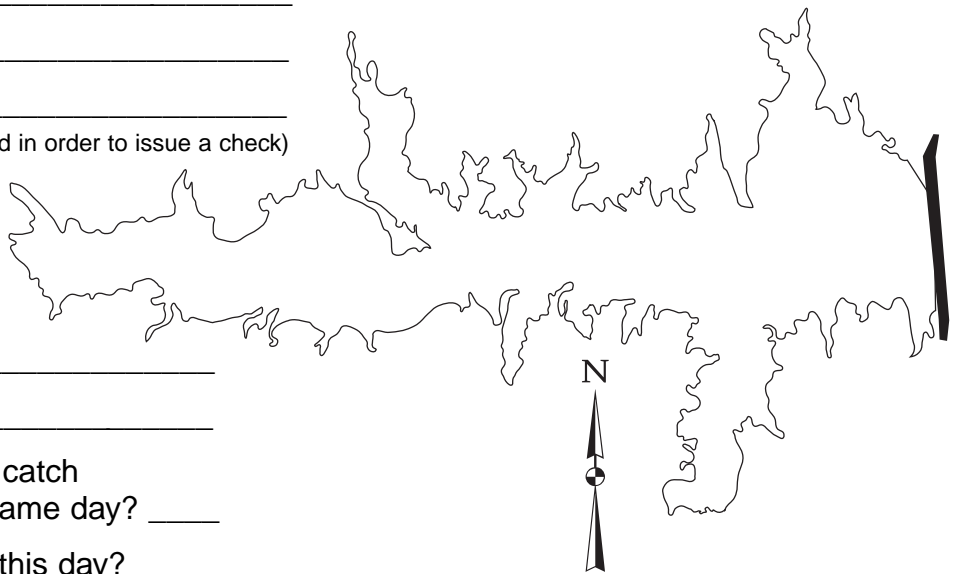 d in order to issue a check)
N
catch
ame day? ____
this day?